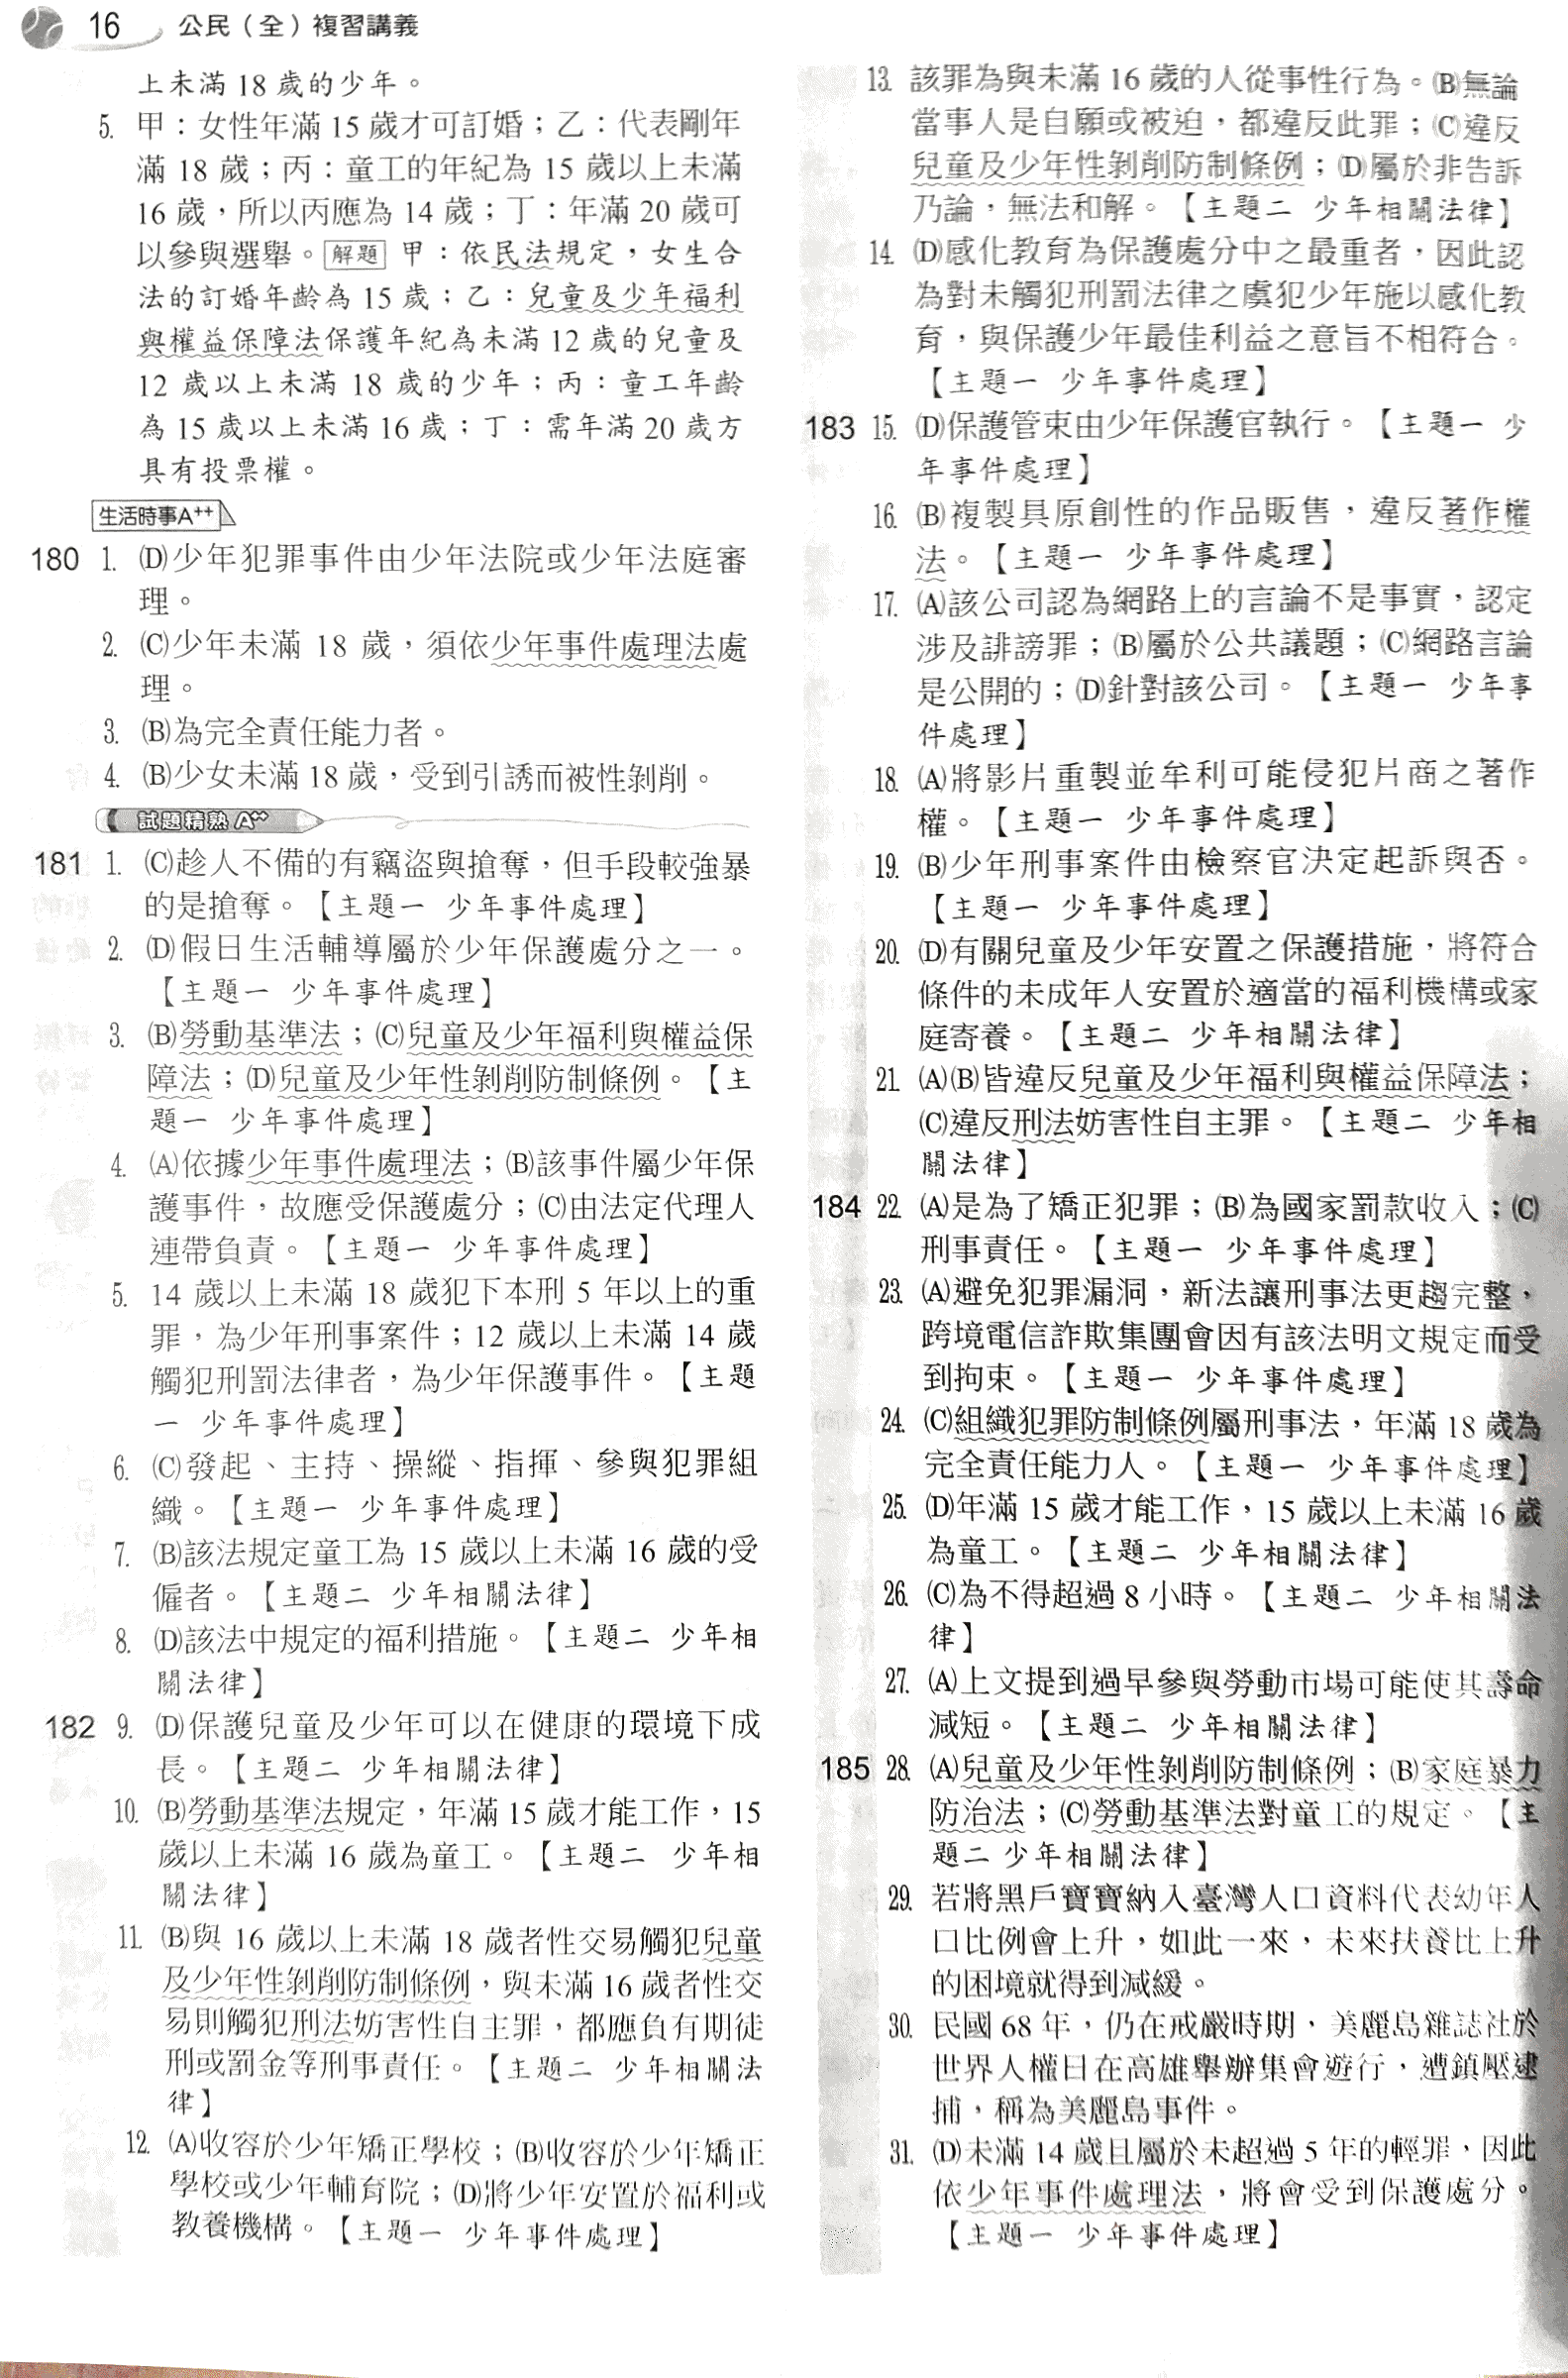 16 公民（全）複習講義
上未滿 18 歲的少年。
5. 甲：女性年滿 15 歲才可訂婚；乙：代表剛年
滿 18 歲；丙：童工的年紀為 15 歲以上未滿
16 歲，所以丙應為 14 歲；丁：年滿 20 歲可
以參與選舉。解題 甲：依民法規定，女生合
法的訂婚年齡為 15 歲；乙：兒童及少年福利
與權益保障法保護年紀為未滿 12 歲的兒童及
12 歲以上未滿 18 歲的少年；丙：童工年齡
為 15 歲以上未滿 16 歲；丁：需年滿 20 歲方
具有投票權。
生活時事A++
180 1. (D)少年犯罪事件由少年法院或少年法庭審
理。
2. (C)少年未滿 18 歲，須依少年事件處理法處
理。
3. (B)為完全責任能力者。
4. (B)少女未滿 18 歲，受到引誘而被性剝削。
試題精熟 A++
181 1. (C)趁人不備的有竊盜與搶奪，但手段較強暴
的是搶奪。【主題一 少年事件處理】
2. (D)假日生活輔導屬於少年保護處分之一。
【主題一 少年事件處理】
3. (B)勞動基準法；(C)兒童及少年福利與權益保
障法；(D)兒童及少年性剝削防制條例。【主
題一 少年事件處理】
4. (A)依據少年事件處理法；(B)該事件屬少年保
護事件，故應受保護處分；(C)由法定代理人
連帶負責。【主題一 少年事件處理】
5. 14 歲以上未滿 18 歲犯下本刑 5 年以上的重
罪，為少年刑事案件；12 歲以上未滿 14 歲
觸犯刑罰法律者，為少年保護事件。【主題
一 少年事件處理】
6. (C)發起、主持、操縱、指揮、參與犯罪組
織。【主題一 少年事件處理】
7. (B)該法規定童工為 15 歲以上未滿 16 歲的受
僱者。【主題二 少年相關法律】
8. (D)該法中規定的福利措施。【主題二 少年相
關法律】
182 9. (D)保護兒童及少年可以在健康的環境下成
長。【主題二 少年相關法律】
10. (B)勞動基準法規定，年滿 15 歲才能工作，15
歲以上未滿 16 歲為童工。【主題二 少年相
關法律】
11. (B)與 16 歲以上未滿 18 歲者性交易觸犯兒童
及少年性剝削防制條例，與未滿 16 歲者性交
易則觸犯刑法妨害性自主罪，都應負有期徒
刑或罰金等刑事責任。【主題二 少年相關法
律】
12. (A)收容於少年矯正學校；(B)收容於少年矯正
學校或少年輔育院；(D)將少年安置於福利或
教養機構。【主題一 少年事件處理】
13. 該罪為與未滿 16 歲的人從事性行為。(B)無論
當事人是自願或被迫，都違反此罪；(C)違反
兒童及少年性剝削防制條例；(D)屬於非告訴
乃論，無法和解。【主題二 少年相關法律】
14. (D)感化教育為保護處分中之最重者，因此認
為對未觸犯刑罰法律之虞犯少年施以感化教
育，與保護少年最佳利益之意旨不相符合。
【主題一 少年事件處理】
183 15. (D)保護管束由少年保護官執行。【主題一 少
年事件處理】
16. (B)複製具原創性的作品販售，違反著作權
法。【主題一 少年事件處理】
17. (A)該公司認為網路上的言論不是事實，認定
涉及誹謗罪；(B)屬於公共議題；(C)網路言論
是公開的；(D)針對該公司。【主題一 少年事
件處理】
18. (A)將影片重製並牟利可能侵犯片商之著作
權。【主題一 少年事件處理】
19. (B)少年刑事案件由檢察官決定起訴與否。
【主題一 少年事件處理】
20. (D)有關兒童及少年安置之保護措施，將符合
條件的未成年人安置於適當的福利機構或家
庭寄養。【主題二 少年相關法律】
21. (A)(B)皆違反兒童及少年福利與權益保障法；
(C)違反刑法妨害性自主罪。【主題二 少年相
關法律】
184 22. (A)是為了矯正犯罪；(B)為國家罰款收入；(C)
刑事責任。【主題一 少年事件處理】
23. (A)避免犯罪漏洞，新法讓刑事法更趨完整，
跨境電信詐欺集團會因有該法明文規定而受
到拘束。【主題一 少年事件處理】
24. (C)組織犯罪防制條例屬刑事法，年滿 18 歲為
完全責任能力人。【主題一 少年事件處理】
25. (D)年滿 15 歲才能工作，15 歲以上未滿 16 歲
為童工。【主題二 少年相關法律】
26. (C)為不得超過 8 小時。【主題二 少年相關法
律】
27. (A)上文提到過早參與勞動市場可能使其壽命
減短。【主題二 少年相關法律】
185 28. (A)兒童及少年性剝削防制條例；(B)家庭暴力
防治法；(C)勞動基準法對童工的規定。【主
題二 少年相關法律】
29. 若將黑戶寶寶納入臺灣人口資料代表幼年人
口比例會上升，如此一來，未來扶養比上升
的困境就得到減緩。
30. 民國 68 年，仍在戒嚴時期，美麗島雜誌社於
世界人權日在高雄舉辦集會遊行，遭鎮壓逮
捕，稱為美麗島事件。
31. (D)未滿 14 歲且屬於未超過 5 年的輕罪，因此
依少年事件處理法，將會受到保護處分。
【主題一 少年事件處理】